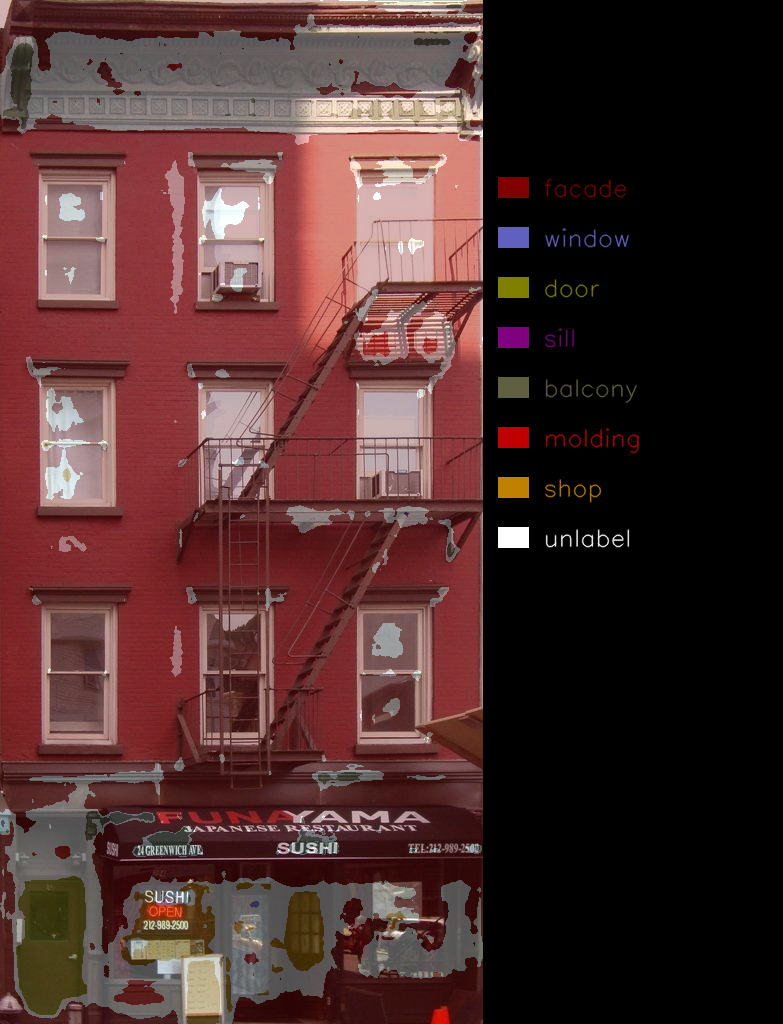 facade
window
door
sill
balcony
molding
shop
unlabel
FUNAYAMA
JAPANESE RESTAURANT
SUSHI
24 GREENWICH AVE.
SUSHI
TEL:212-989-2500
SUSHI
OPEN
212-989-2500